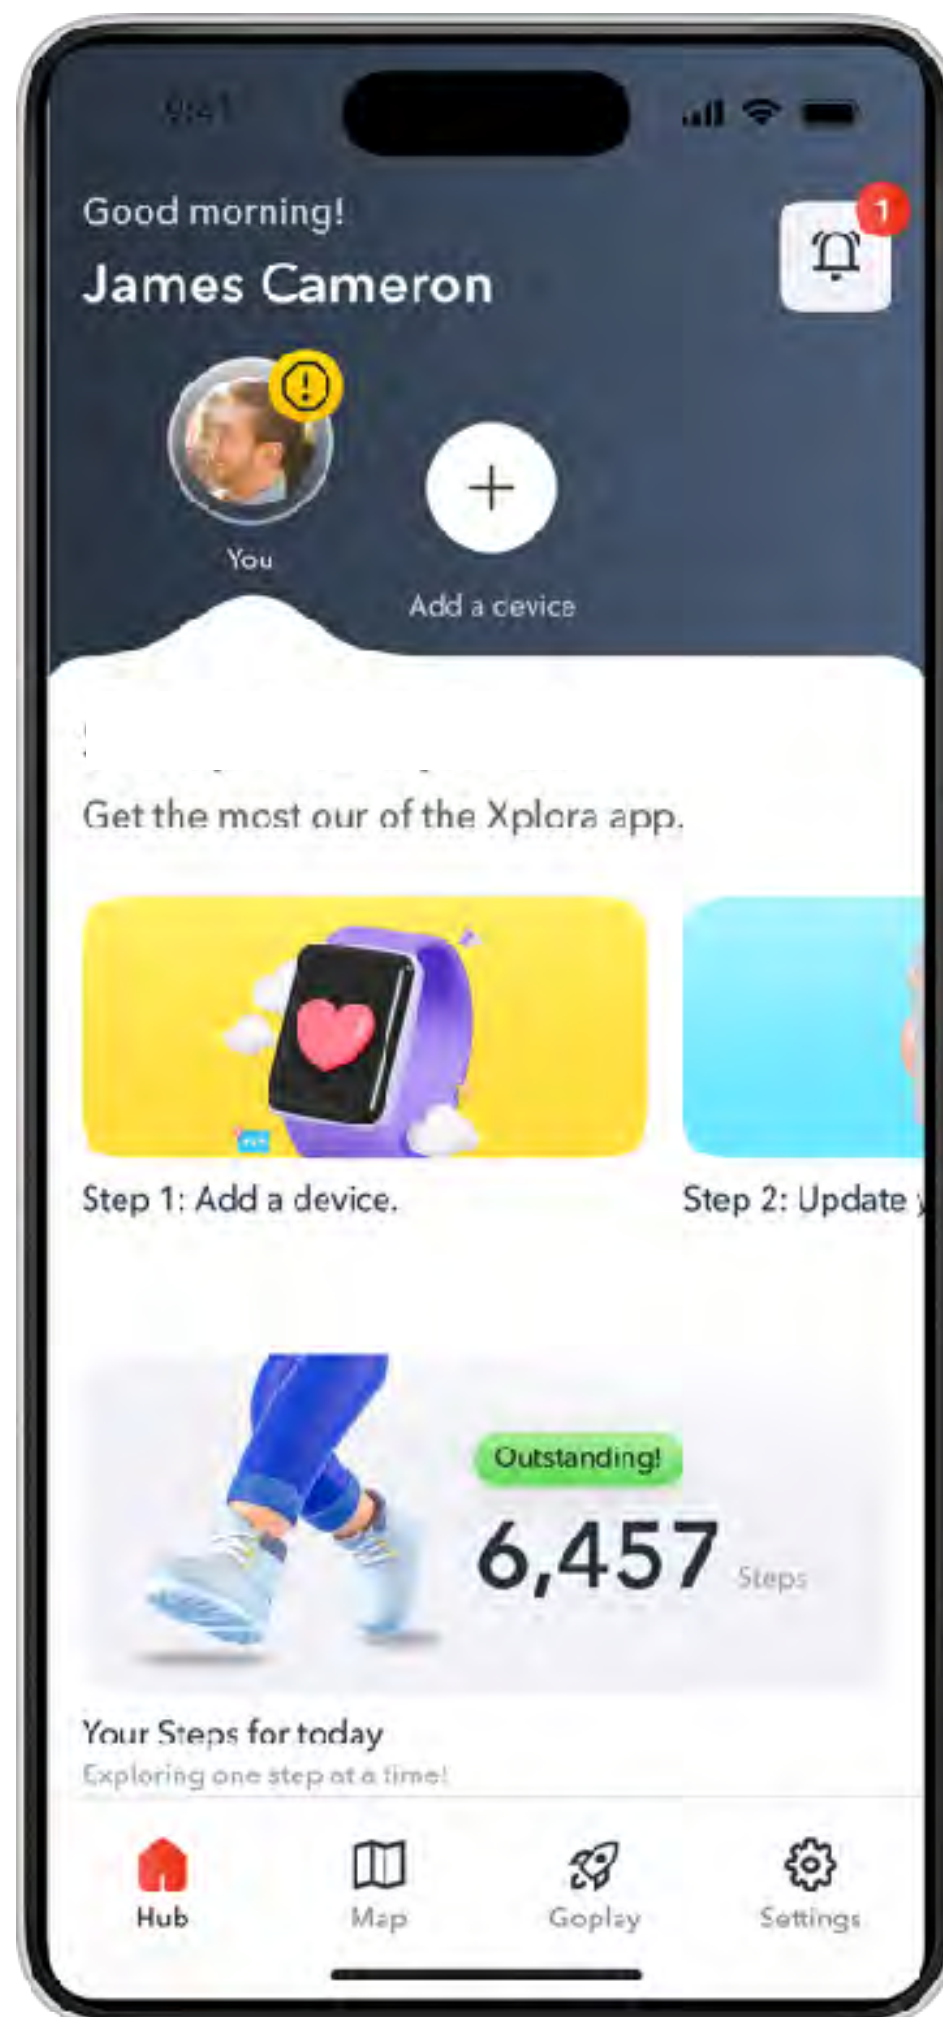 9:41
Good morning!
1
James Cameron
You
Add a device
Get the most our of the Xplora app.
Step 1: Add a device.
Step 2: Update
Outstanding!
6,457 Steps
Your Steps for today
Exploring one step at a time!
Hub
Map
Goplay
Settings